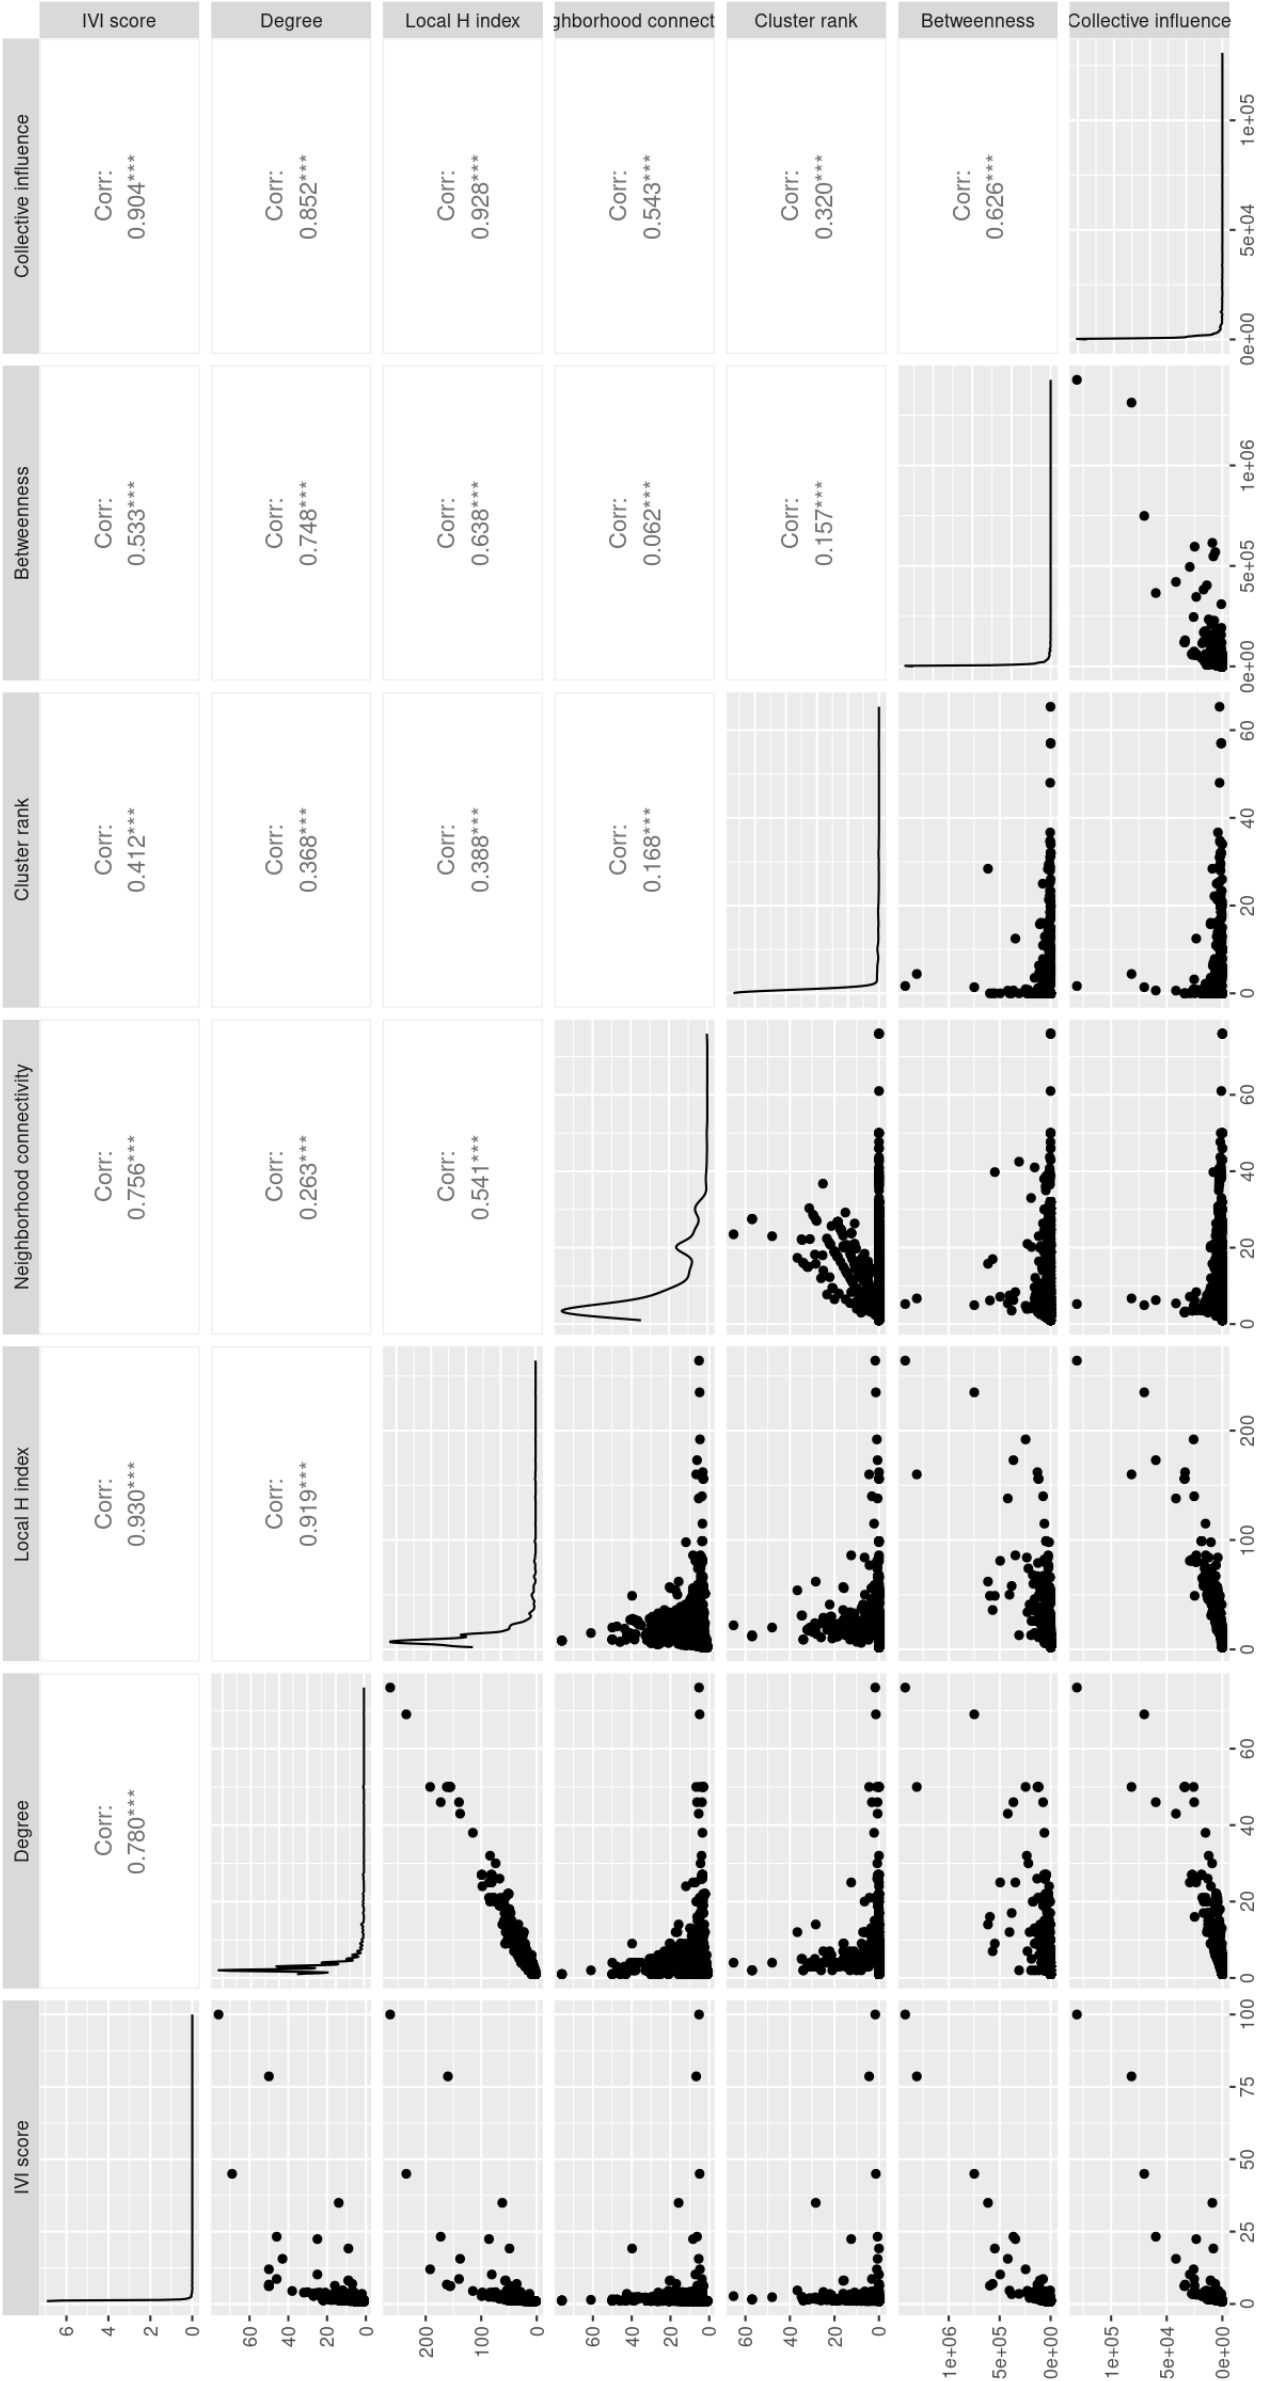 IVI score
Degree
Local H index
ghborhood connect
Cluster rank
Betweenness
Collective influence
Collective influence
Corr:
0.904***
Corr:
0.852***
Corr:
0.928***
Corr:
0.543***
Corr:
0.320***
Corr:
0.626***
0e+00
5e+04
1e+05
Betweenness
Corr:
0.533***
Corr:
0.748***
Corr:
0.638***
Corr:
0.062***
Corr:
0.157***
0e+00
5e+05
1e+06
Cluster rank
Corr:
0.412***
Corr:
0.368***
Corr:
0.388***
Corr:
0.168***
0
20
40
60
Neighborhood connectivity
Corr:
0.756***
Corr:
0.263***
Corr:
0.541***
0
20
40
60
Local H index
Corr:
0.930***
Corr:
0.919***
0
100
200
Degree
Corr:
0.780***
0
20
40
60
IVI score
0
25
50
75
100
6
4
2
0
60
40
20
0
200
100
0
60
40
20
0
60
40
20
0
1e+06
5e+05
0e+00
1e+05
5e+04
0e+00